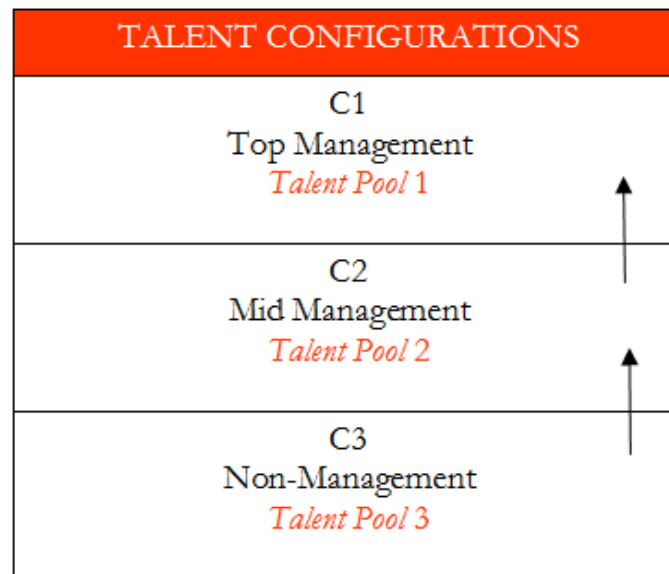 TALENT CONFIGURATIONS
C1
Top Management
Talent Pool 1
C2
Mid Management
Talent Pool 2
C3
Non-Management
Talent Pool 3